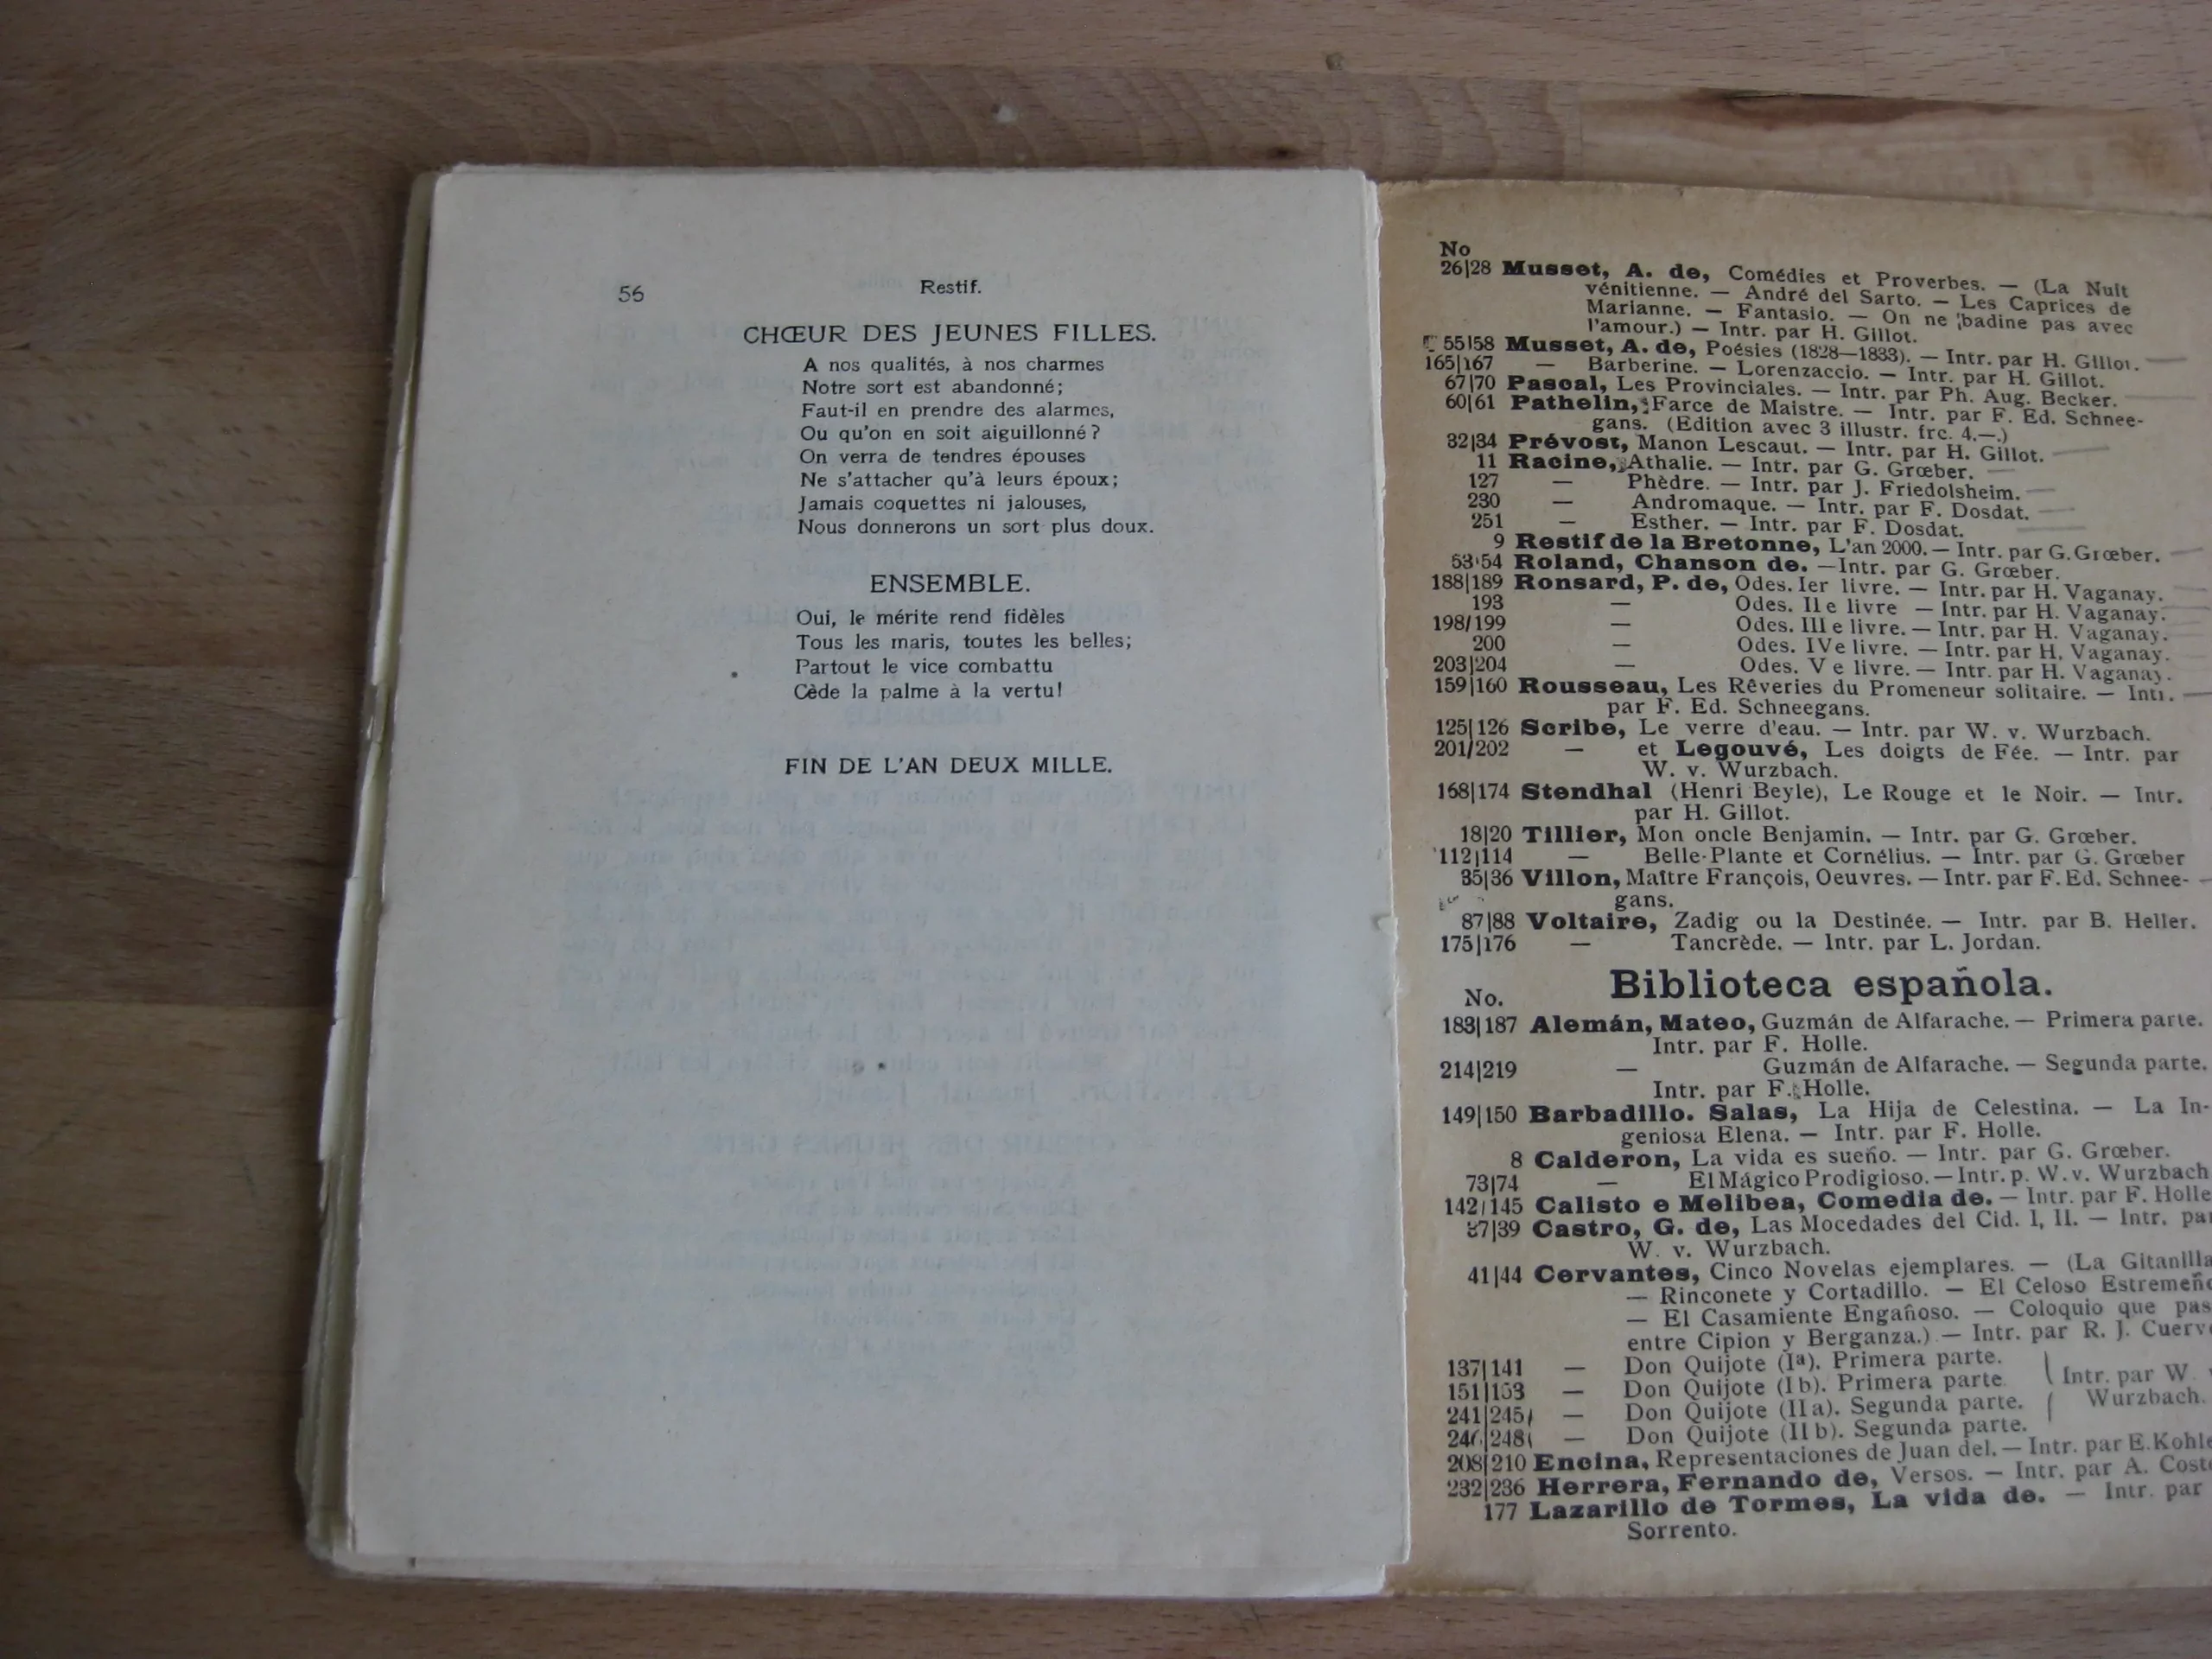 56 Restif.
CHŒUR DES JEUNES FILLES.
A nos qualités, à nos charmes
Notre sort est abandonné;
Faut-il en prendre des alarmes,
Ou qu'on en soit aiguillonné?
On verra de tendres épouses
Ne s'attacher qu'à leurs époux;
Jamais coquettes ni jalouses,
Nous donnerons un sort plus doux.
ENSEMBLE.
Oui, le mérite rend fidèles
Tous les maris, toutes les belles;
Partout le vice combattu
Cède la palme à la vertu!
FIN DE L'AN DEUX MILLE.
No
26|28 Musset, A. de, Comédies et Proverbes. — (La Nuit
vénitienne. — André del Sarto. — Les Caprices de
Marianne. — Fantasio. — On ne badine pas avec
l'amour.) — Intr. par H. Gillot.
55|58 Musset, A. de, Poésies (1828—1833). — Intr. par H. Gillot.
165|167 — Barberine. — Lorenzaccio. — Intr. par H. Gillot.
67|70 Pascal, Les Provinciales. — Intr. par Ph. Aug. Becker.
60|61 Pathelin, Farce de Maistre. — Intr. par F. Ed. Schnee-
gans. (Edition avec 3 illustr. frc. 4.—.)
32|34 Prévost, Manon Lescaut. — Intr. par H. Gillot.
11 Racine, Athalie. — Intr. par G. Grœber.
127 — Phèdre. — Intr. par J. Friedolsheim.
230 — Andromaque. — Intr. par F. Dosdat.
251 — Esther. — Intr. par F. Dosdat.
9 Restif de la Bretonne, L'an 2000. — Intr. par G. Grœber.
53|54 Roland, Chanson de. — Intr. par G. Grœber.
188|189 Ronsard, P. de, Odes. Ier livre. — Intr. par H. Vaganay.
193 — Odes. IIe livre — Intr. par H. Vaganay.
198/199 — Odes. IIIe livre. — Intr. par H. Vaganay.
200 — Odes. IVe livre. — Intr. par H. Vaganay.
203|204 — Odes. Ve livre. — Intr. par H. Vaganay.
159|160 Rousseau, Les Rêveries du Promeneur solitaire. — Intr.
par F. Ed. Schneegans.
125|126 Scribe, Le verre d'eau. — Intr. par W. v. Wurzbach.
201/202 — et Legouvé, Les doigts de Fée. — Intr. par
W. v. Wurzbach.
168|174 Stendhal (Henri Beyle), Le Rouge et le Noir. — Intr.
par H. Gillot.
18|20 Tillier, Mon oncle Benjamin. — Intr. par G. Grœber.
112|114 — Belle-Plante et Cornélius. — Intr. par G. Grœber
35|36 Villon, Maître François, Oeuvres. — Intr. par F. Ed. Schnee-
gans.
87|88 Voltaire, Zadig ou la Destinée. — Intr. par B. Heller.
175|176 — Tancrède. — Intr. par L. Jordan.
Biblioteca española.
No.
183|187 Alemán, Mateo, Guzmán de Alfarache. — Primera parte.
Intr. par F. Holle.
214|219 — Guzmán de Alfarache. — Segunda parte.
Intr. par F. Holle.
149|150 Barbadillo. Salas, La Hija de Celestina. — La In-
geniosa Elena. — Intr. par F. Holle.
8 Calderon, La vida es sueño. — Intr. par G. Grœber.
73|74 — El Mágico Prodigioso. — Intr. p. W. v. Wurzbach
142|145 Calisto e Melibea, Comedia de. — Intr. par F. Holle
37|39 Castro, G. de, Las Mocedades del Cid. I, II. — Intr. par
W. v. Wurzbach.
41|44 Cervantes, Cinco Novelas ejemplares. — (La Gitanilla
— Rinconete y Cortadillo. — El Celoso Estremeño
— El Casamiente Engañoso. — Coloquio que pas
entre Cipion y Berganza.) — Intr. par R. J. Cuervo
137|141 — Don Quijote (Ia). Primera parte.
151|153 — Don Quijote (Ib). Primera parte Intr. par W.
241|245 — Don Quijote (IIa). Segunda parte. Wurzbach.
246|248 — Don Quijote (IIb). Segunda parte.
208|210 Encina, Representaciones de Juan del. — Intr. par E. Kohle
232|236 Herrera, Fernando de, Versos. — Intr. par A. Coste
177 Lazarillo de Tormes, La vida de. — Intr. par
Sorrento.